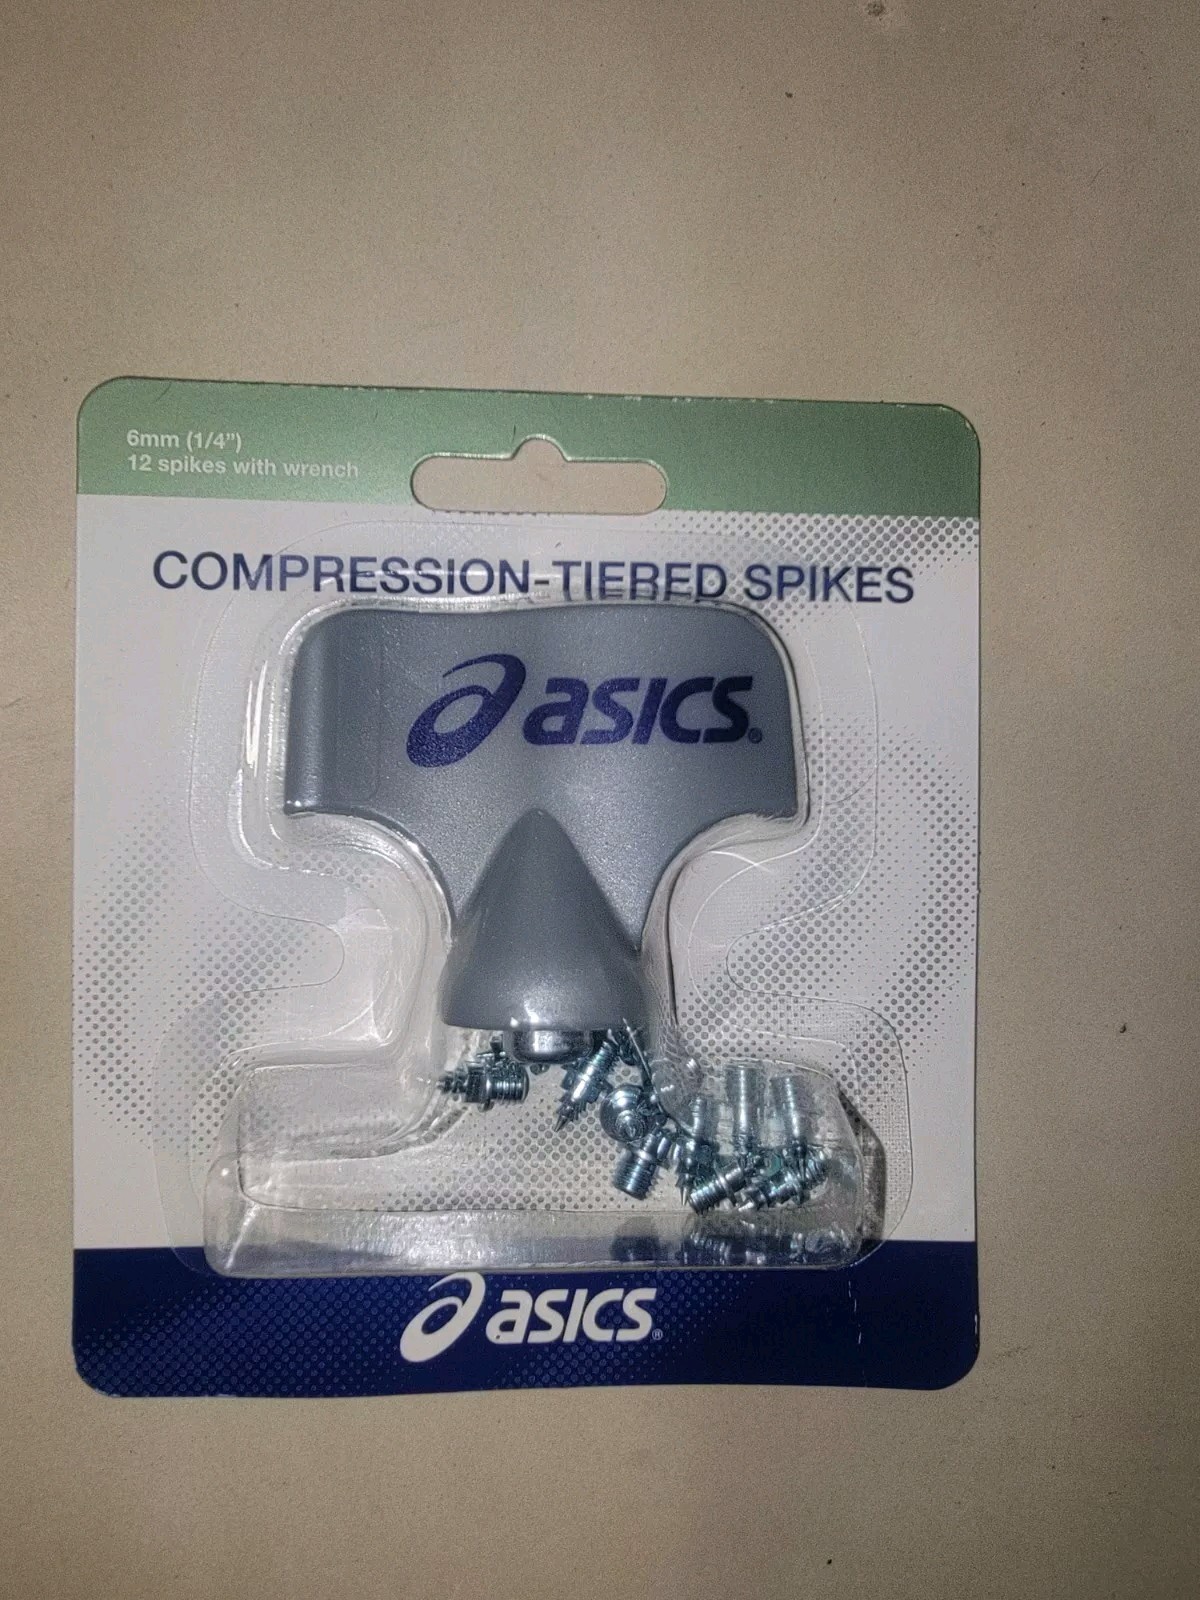 6mm (1/4")
12 spikes with wrench
COMPRESSION-TIERED SPIKES
asics®
asics®